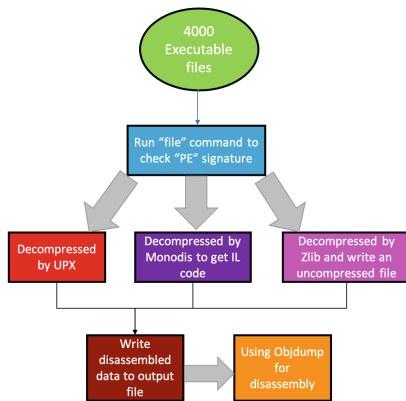 4000
Executable
files
Run “file” command to
check “PE” signature
Decompressed
by UPX
Decompressed by
Monodis to get IL
code
Decompressed by
Zlib and write an
uncompressed file
Write
disassembled
data to output
file
Using Objdump
for
disassembly